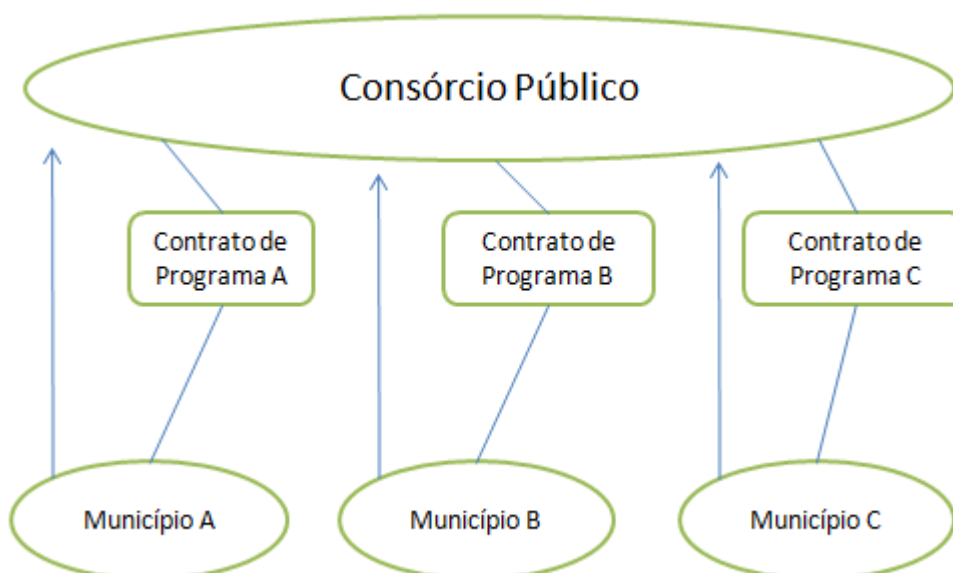 Consórcio Público
Contrato de
Programa A
Contrato de
Programa B
Contrato de
Programa C
Município A
Município B
Município C